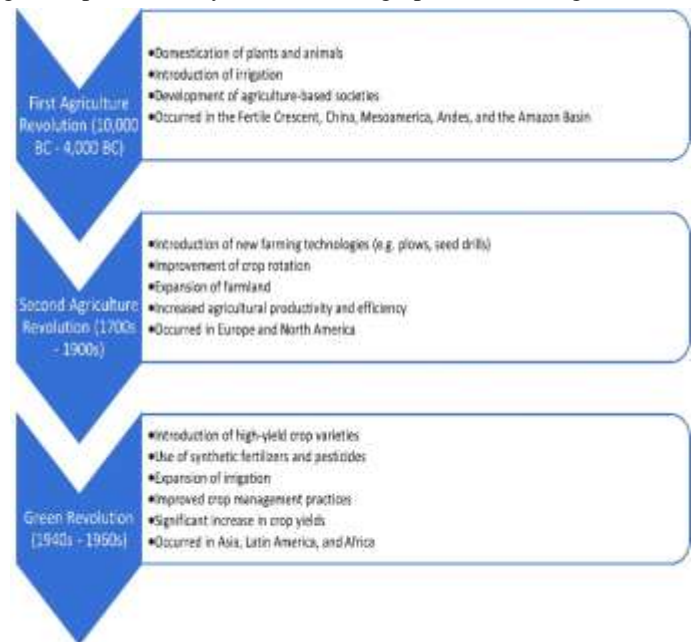 First Agriculture
Revolution (10,000
BC - 4,000 BC)
•Domestication of plants and animals
•Introduction of irrigation
•Development of agriculture-based societies
•Occurred in the Fertile Crescent, China, Mesoamerica, Andes, and the Amazon Basin
Second Agriculture
Revolution (1700s
- 1900s)
•Introduction of new farming technologies (e.g. plows, seed drills)
•Improvement of crop rotation
•Expansion of farmland
•Increased agricultural productivity and efficiency
•Occurred in Europe and North America
Green Revolution
(1940s - 1960s)
•Introduction of high-yield crop varieties
•Use of synthetic fertilizers and pesticides
•Expansion of irrigation
•Improved crop management practices
•Significant increase in crop yields
•Occurred in Asia, Latin America, and Africa